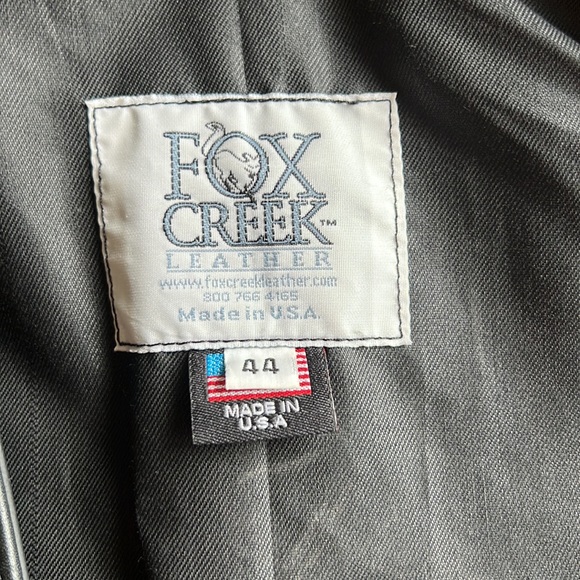 FOX
CREEK™
LEATHER
www.foxcreekleather.com
800 766 4165
Made in U.S.A.
44
MADE IN
U.S.A